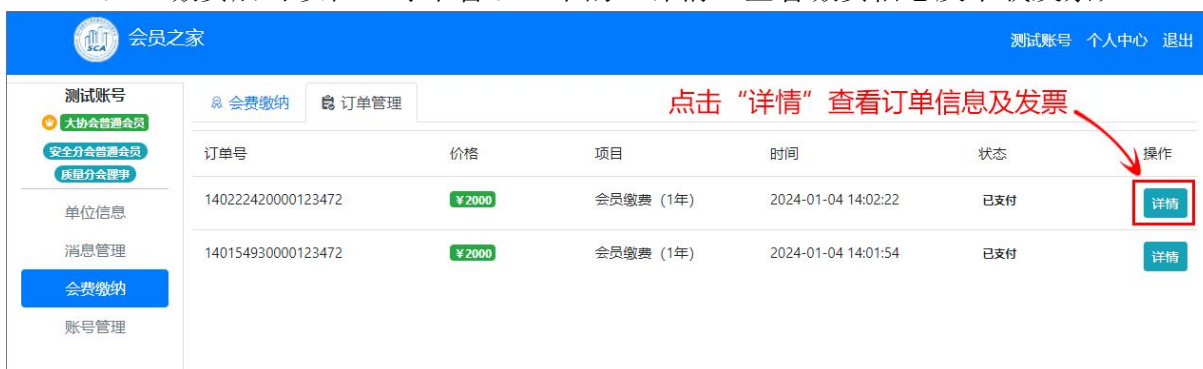 SCA 会员之家
测试账号 个人中心 退出
测试账号
大协会普通会员
安全分会普通会员
质量分会理事
单位信息
消息管理
会费缴纳
账号管理
会费缴纳 订单管理
点击“详情”查看订单信息及发票
订单号 价格 项目 时间 状态 操作
140222420000123472 ¥2000 会员缴费（1年） 2024-01-04 14:02:22 已支付 详情
140154930000123472 ¥2000 会员缴费（1年） 2024-01-04 14:01:54 已支付 详情